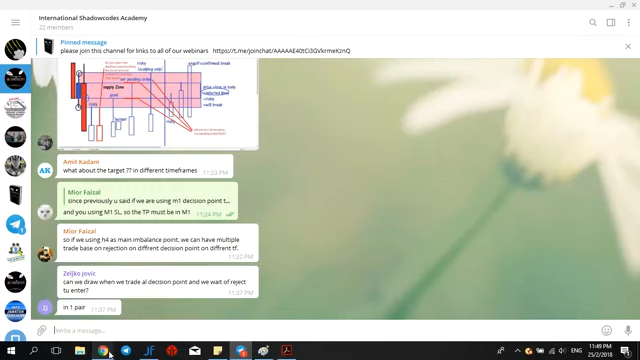 International Shadowcodes Academy
22 members
Pinned message
please join this channel for links to all of our webinars
supply Zone
Amit Kadam
what about the target ?? in different timeframes
11:23 PM
Mior Faizal
since previously u said if we are using m1 decision point t...
and you using M1 SL, so the TP must be in M1
11:24 PM
Mior Faizal
so if we using h4 as main imbalance point. we can have multiple
trade base on rejection on diffrent decision point on diffrent tf.
11:32 PM
Zeljko Jovic
can we draw when we trade al decision point and we wait of reject
tu enter?
11:37 PM
in 1 pair
11:37 PM
Write a message...
AK
ZJ
ENG
11:49 PM
25/2/2018